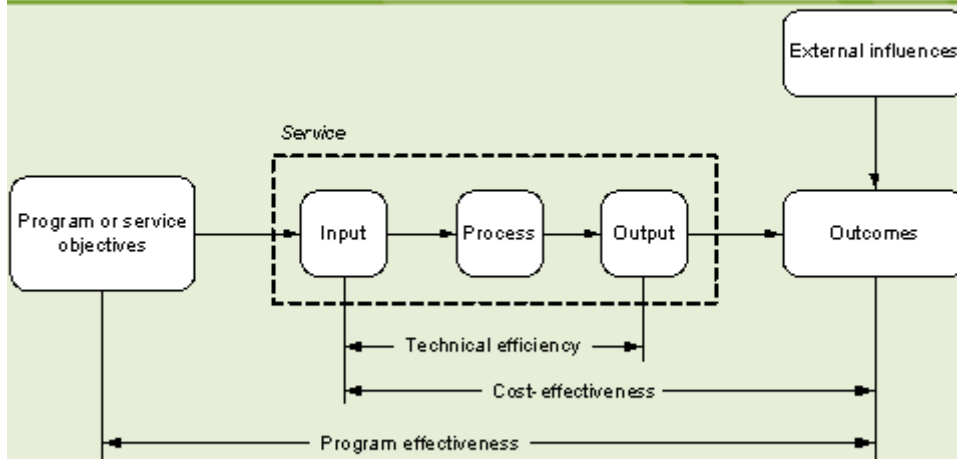 External influences
Service
Program or service
objectives
Input
Process
Output
Outcomes
Technical efficiency
Cost-effectiveness
Program effectiveness